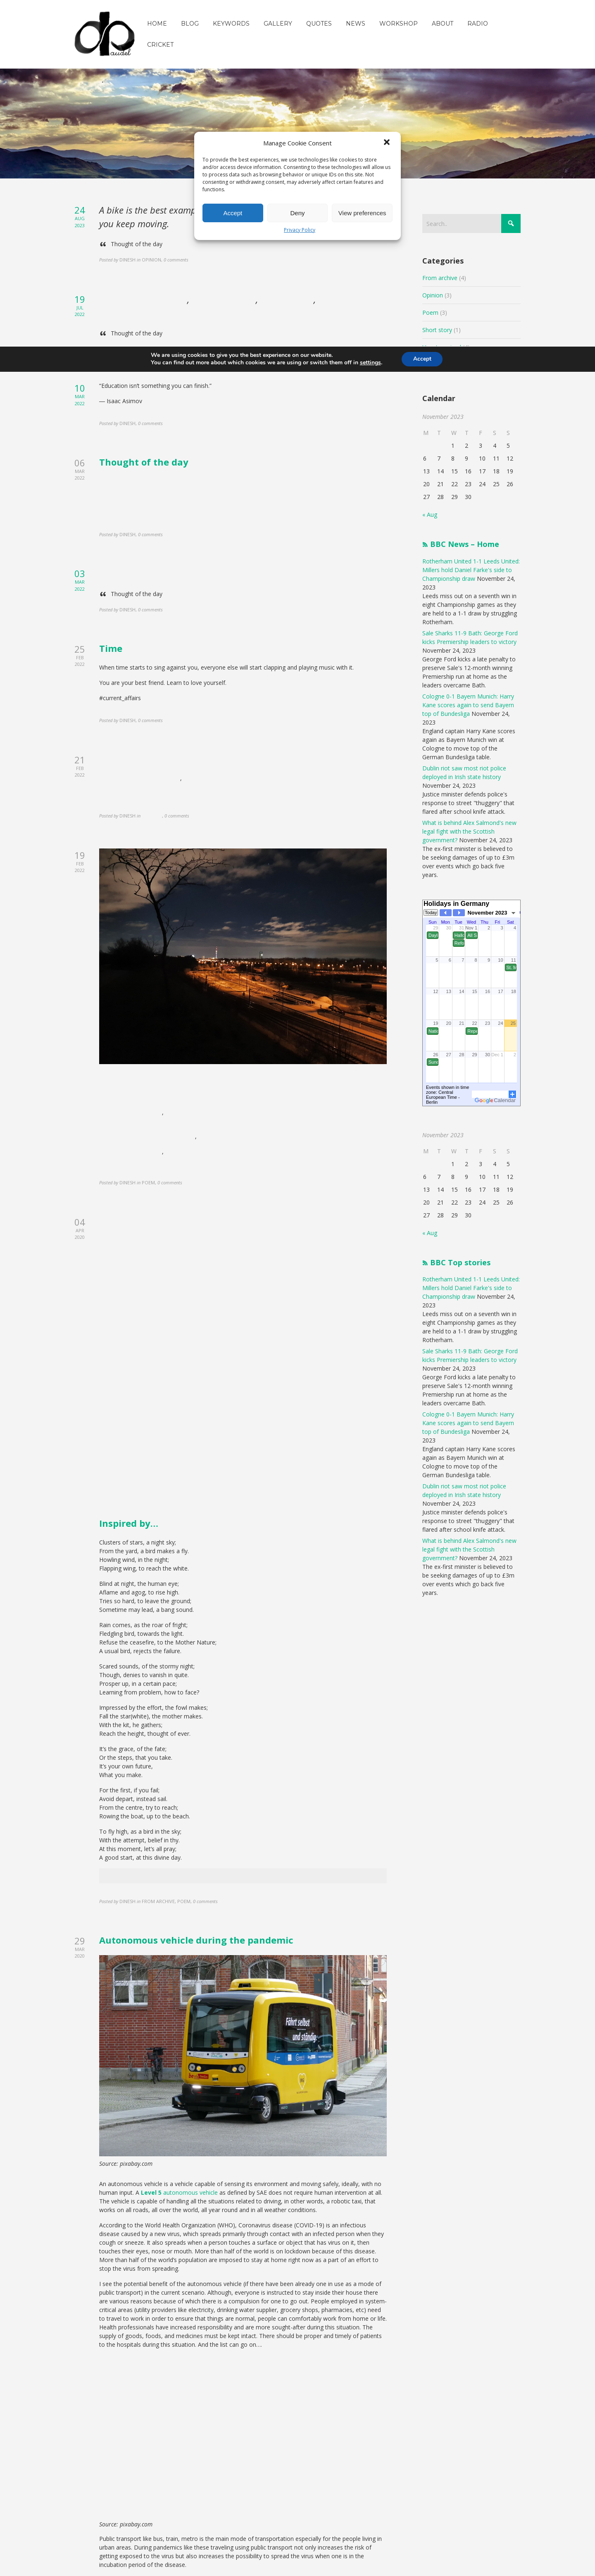 dp
audel
HOME BLOG KEYWORDS GALLERY QUOTES NEWS WORKSHOP ABOUT RADIO
CRICKET
Manage Cookie Consent
To provide the best experiences, we use technologies like cookies to store
and/or access device information. Consenting to these technologies will allow us
to process data such as browsing behavior or unique IDs on this site. Not
consenting or withdrawing consent, may adversely affect certain features and
functions.
Accept Deny View preferences
Privacy Policy
24
AUG
2023
A bike is the best
you keep moving.
Thought of the day
Posted by DINESH in OPINION, 0 comments
19
JUL
2022
Thought of the day
We are using cookies to give you the best experience on our website.
You can find out more about which cookies we are using or switch them off in settings.
Accept
10
MAR
2022
“Education isn’t something you can finish.”
― Isaac Asimov
Posted by DINESH, 0 comments
06
MAR
2022
Thought of the day
Posted by DINESH, 0 comments
03
MAR
2022
Thought of the day
Posted by DINESH, 0 comments
25
FEB
2022
Time
When time starts to sing against you, everyone else will start clapping and playing music with it.
You are your best friend. Learn to love yourself.
#current_affairs
Posted by DINESH, 0 comments
21
FEB
2022
Posted by DINESH in , 0 comments
19
FEB
2022
Posted by DINESH in POEM, 0 comments
04
APR
2020
Inspired by…
Clusters of stars, a night sky;
From the yard, a bird makes a fly.
Howling wind, in the night;
Flapping wing, to reach the white.
Blind at night, the human eye;
Aflame and agog, to rise high.
Tries so hard, to leave the ground;
Sometime may lead, a bang sound.
Rain comes, as the roar of fright;
Fledgling bird, towards the light.
Refuse the ceasefire, to the Mother Nature;
A usual bird, rejects the failure.
Scared sounds, of the stormy night;
Though, denies to vanish in quite.
Prosper up, in a certain pace;
Learning from problem, how to face?
Impressed by the effort, the fowl makes;
Fall the star(white), the mother makes.
With the kit, he gathers;
Reach the height, thought of ever.
It’s the grace, of the fate;
Or the steps, that you take.
It’s your own future,
What you make.
For the first, if you fail;
Avoid depart, instead sail.
From the centre, try to reach;
Rowing the boat, up to the beach.
To fly high, as a bird in the sky;
With the attempt, belief in thy.
At this moment, let’s all pray;
A good start, at this divine day.
Posted by DINESH in FROM ARCHIVE, POEM, 0 comments
29
MAR
2020
Autonomous vehicle during the pandemic
Fährt selbst
und ständig
Source: pixabay.com
An autonomous vehicle is a vehicle capable of sensing its environment and moving safely, ideally, with no
human input. A Level 5 autonomous vehicle as defined by SAE does not require human intervention at all.
The vehicle is capable of handling all the situations related to driving, in other words, a robotic taxi, that
works on all roads, all over the world, all year round and in all weather conditions.
According to the World Health Organization (WHO), Coronavirus disease (COVID-19) is an infectious
disease caused by a new virus, which spreads primarily through contact with an infected person when they
cough or sneeze. It also spreads when a person touches a surface or object that has virus on it, then
touches their eyes, nose or mouth. More than half of the world is on lockdown because of this disease.
More than half of the world’s population are imposed to stay at home right now as a part of an effort to
stop the virus from spreading.
I see the potential benefit of the autonomous vehicle (if there have been already one in use as a mode of
public transport) in the current scenario. Although, everyone is instructed to stay inside their house there
are various reasons because of which there is a compulsion for one to go out. People employed in system-
critical areas (utility providers like electricity, drinking water supplier, grocery shops, pharmacies, etc) need
to travel to work in order to ensure that things are normal, people can comfortably work from home or life.
Health professionals have increased responsibility and are more sought-after during this situation. The
supply of goods, foods, and medicines must be kept intact. There should be proper and timely of patients
to the hospitals during this situation. And the list can go on….
Source: pixabay.com
Public transport like bus, train, metro is the main mode of transportation especially for the people living in
urban areas. During pandemics like these traveling using public transport not only increases the risk of
getting exposed to the virus but also increases the possibility to spread the virus when one is in the
incubation period of the disease.
Search...
Categories
From archive (4)
Opinion (3)
Poem (3)
Short story (1)
Calendar
November 2023
M T W T F S S
1 2 3 4 5
6 7 8 9 10 11 12
13 14 15 16 17 18 19
20 21 22 23 24 25 26
27 28 29 30
« Aug
BBC News – Home
Rotherham United 1-1 Leeds United:
Millers hold Daniel Farke's side to
Championship draw November 24,
2023
Leeds miss out on a seventh win in
eight Championship games as they
are held to a 1-1 draw by struggling
Rotherham.
Sale Sharks 11-9 Bath: George Ford
kicks Premiership leaders to victory
November 24, 2023
George Ford kicks a late penalty to
preserve Sale's 12-month winning
Premiership run at home as the
leaders overcame Bath.
Cologne 0-1 Bayern Munich: Harry
Kane scores again to send Bayern
top of Bundesliga November 24,
2023
England captain Harry Kane scores
again as Bayern Munich win at
Cologne to move top of the
German Bundesliga table.
Dublin riot saw most riot police
deployed in Irish state history
November 24, 2023
Justice minister defends police's
response to street "thuggery" that
flared after school knife attack.
What is behind Alex Salmond's new
legal fight with the Scottish
government? November 24, 2023
The ex-first minister is believed to
be seeking damages of up to £3m
over events which go back five
years.
Holidays in Germany
Today November 2023
Sun Mon Tue Wed Thu Fri Sat
29 30 31 Nov 1 2 3 4
5 6 7 8 9 10 11
12 13 14 15 16 17 18
19 20 21 22 23 24 25
26 27 28 29 30 Dec 1 2
Events shown in time
zone: Central
European Time -
Berlin
Google Calendar
November 2023
M T W T F S S
1 2 3 4 5
6 7 8 9 10 11 12
13 14 15 16 17 18 19
20 21 22 23 24 25 26
27 28 29 30
« Aug
BBC Top stories
Rotherham United 1-1 Leeds United:
Millers hold Daniel Farke's side to
Championship draw November 24,
2023
Leeds miss out on a seventh win in
eight Championship games as they
are held to a 1-1 draw by struggling
Rotherham.
Sale Sharks 11-9 Bath: George Ford
kicks Premiership leaders to victory
November 24, 2023
George Ford kicks a late penalty to
preserve Sale's 12-month winning
Premiership run at home as the
leaders overcame Bath.
Cologne 0-1 Bayern Munich: Harry
Kane scores again to send Bayern
top of Bundesliga November 24,
2023
England captain Harry Kane scores
again as Bayern Munich win at
Cologne to move top of the
German Bundesliga table.
Dublin riot saw most riot police
deployed in Irish state history
November 24, 2023
Justice minister defends police's
response to street "thuggery" that
flared after school knife attack.
What is behind Alex Salmond's new
legal fight with the Scottish
government? November 24, 2023
The ex-first minister is believed to
be seeking damages of up to £3m
over events which go back five
years.